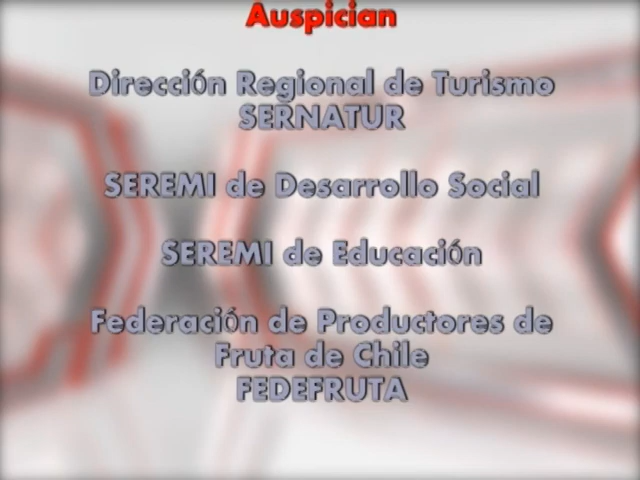 Auspician
Dirección Regional de Turismo
SERNATUR
SEREMI de Desarrollo Social
SEREMI de Educación
Federación de Productores de
Fruta de Chile
FEDEFRUTA